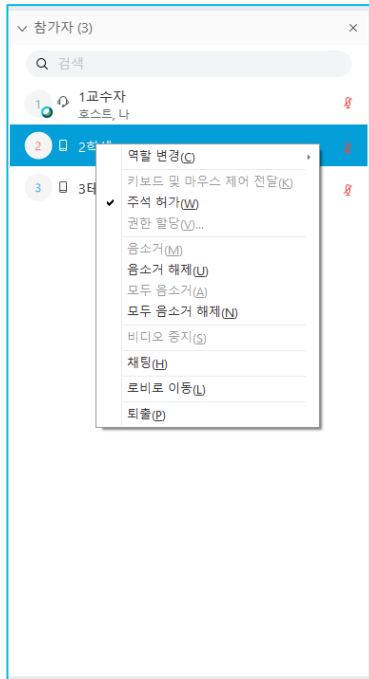 참가자 (3)
검색
1 1교수자
호스트, 나
2
3
역할 변경(C)
키보드 및 마우스 제어 전달(K)
주석 허가(W)
권한 할당(V)...
음소거(M)
음소거 해제(U)
모두 음소거(A)
모두 음소거 해제(N)
비디오 중지(S)
채팅(H)
로비로 이동(L)
퇴출(P)